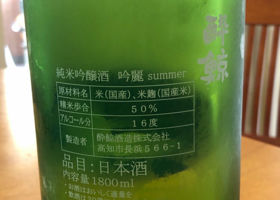 酔鯨
純米吟醸酒 吟麗 summer
原材料名 米(国産)、米麹(国産米)
精米歩合 50%
アルコール分 16度
製造者 酔鯨酒造株式会社
高知市長浜566-1
品目:日本酒
内容量1800ml